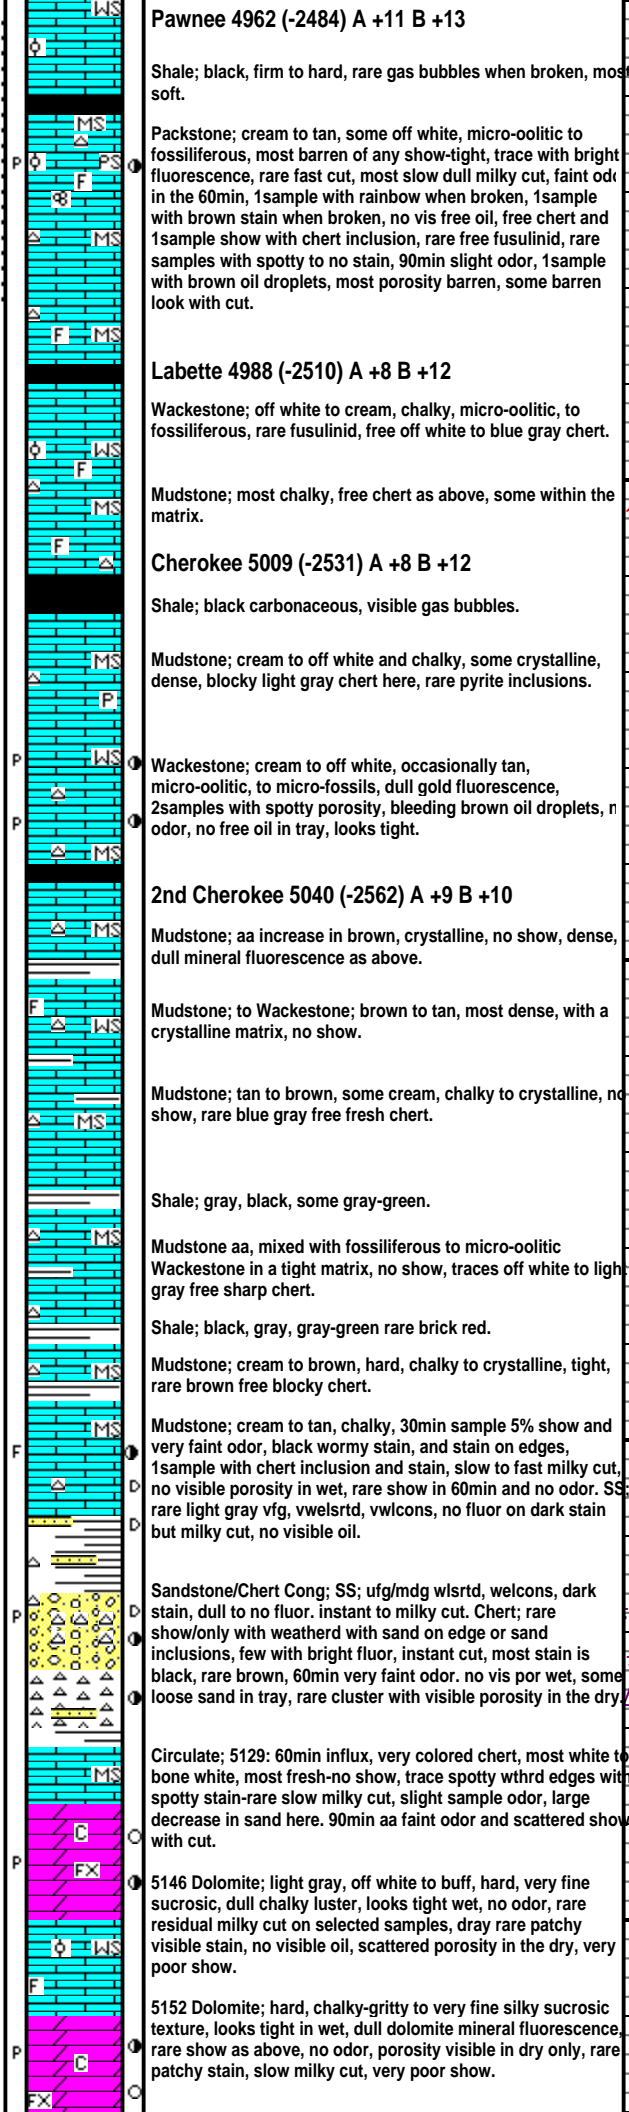 WS
Pawnee 4962 (-2484) A +11 B +13
Shale; black, firm to hard, rare gas bubbles when broken, most
soft.
MS
P PS
F
MS
F MS
Packstone; cream to tan, some off white, micro-oolitic to
fossiliferous, most barren of any show-tight, trace with bright
fluorescence, rare fast cut, most slow dull milky cut, faint
in the 60min, 1sample with rainbow when broken, 1sample
with brown stain when broken, no vis free oil, free chert and
1sample show with chert inclusion, rare free fusulinid, rare
samples with spotty to no stain, 90min slight odor, 1sample
with brown oil droplets, most porosity barren, some barren
look with cut.
Labette 4988 (-2510) A +8 B +12
Wackestone; off white to cream, chalky, micro-oolitic, to
fossiliferous, rare fusulinid, free off white to blue gray chert.
WS
F
MS
F
Mudstone; most chalky, free chert as above, some within the
matrix.
Cherokee 5009 (-2531) A +8 B +12
Shale; black carbonaceous, visible gas bubbles.
MS
P
Mudstone; cream to off white and chalky, some crystalline,
dense, blocky light gray chert here, rare pyrite inclusions.
P WS
P
MS
Wackestone; cream to off white, occasionally tan,
micro-oolitic, to micro-fossils, dull gold fluorescence,
2samples with spotty porosity, bleeding brown oil droplets,
odor, no free oil in tray, looks tight.
2nd Cherokee 5040 (-2562) A +9 B +10
MS
Mudstone; aa increase in brown, crystalline, no show, dense,
dull mineral fluorescence as above.
F
WS
Mudstone; to Wackestone; brown to tan, most dense, with a
crystalline matrix, no show.
MS
Mudstone; tan to brown, some cream, chalky to crystalline, no
show, rare blue gray free fresh chert.
Shale; gray, black, some gray-green.
MS
Mudstone aa, mixed with fossiliferous to micro-oolitic
Wackestone in a tight matrix, no show, traces off white to light
gray free sharp chert.
Shale; black, gray, gray-green rare brick red.
MS
Mudstone; cream to brown, hard, chalky to crystalline, tight,
rare brown free blocky chert.
MS
F
D
D
Mudstone; cream to tan, chalky, 30min sample 5% show and
very faint odor, black wormy stain, and stain on edges,
1sample with chert inclusion and stain, slow to fast milky cut,
no visible porosity in wet, rare show in 60min and no odor. SS;
rare light gray vfg, vwelsrtd, vwlcons, no fluor on dark stain
but milky cut, no visible oil.
P D
Sandstone/Chert Cong; SS; ufg/mdg wlsrtd, welcons, dark
stain, dull to no fluor. instant to milky cut. Chert; rare
show/only with weatherd with sand on edge or sand
inclusions, few with bright fluor, instant cut, most stain is
black, rare brown, 60min very faint odor. no vis por wet, some
loose sand in tray, rare cluster with visible porosity in the dry.
MS
Circulate; 5129: 60min influx, very colored chert, most white to
bone white, most fresh-no show, trace spotty wthrd edges with
spotty stain-rare slow milky cut, slight sample odor, large
decrease in sand here. 90min aa faint odor and scattered show
with cut.
C
P FX
WS
F
5146 Dolomite; light gray, off white to buff, hard, very fine
sucrosic, dull chalky luster, looks tight wet, no odor, rare
residual milky cut on selected samples, dray rare patchy
visible stain, no visible oil, scattered porosity in the dry, very
poor show.
P C
FX
5152 Dolomite; hard, chalky-gritty to very fine silky sucrosic
texture, looks tight in wet, dull dolomite mineral fluorescence,
rare show as above, no odor, porosity visible in dry only, rare
patchy stain, slow milky cut, very poor show.